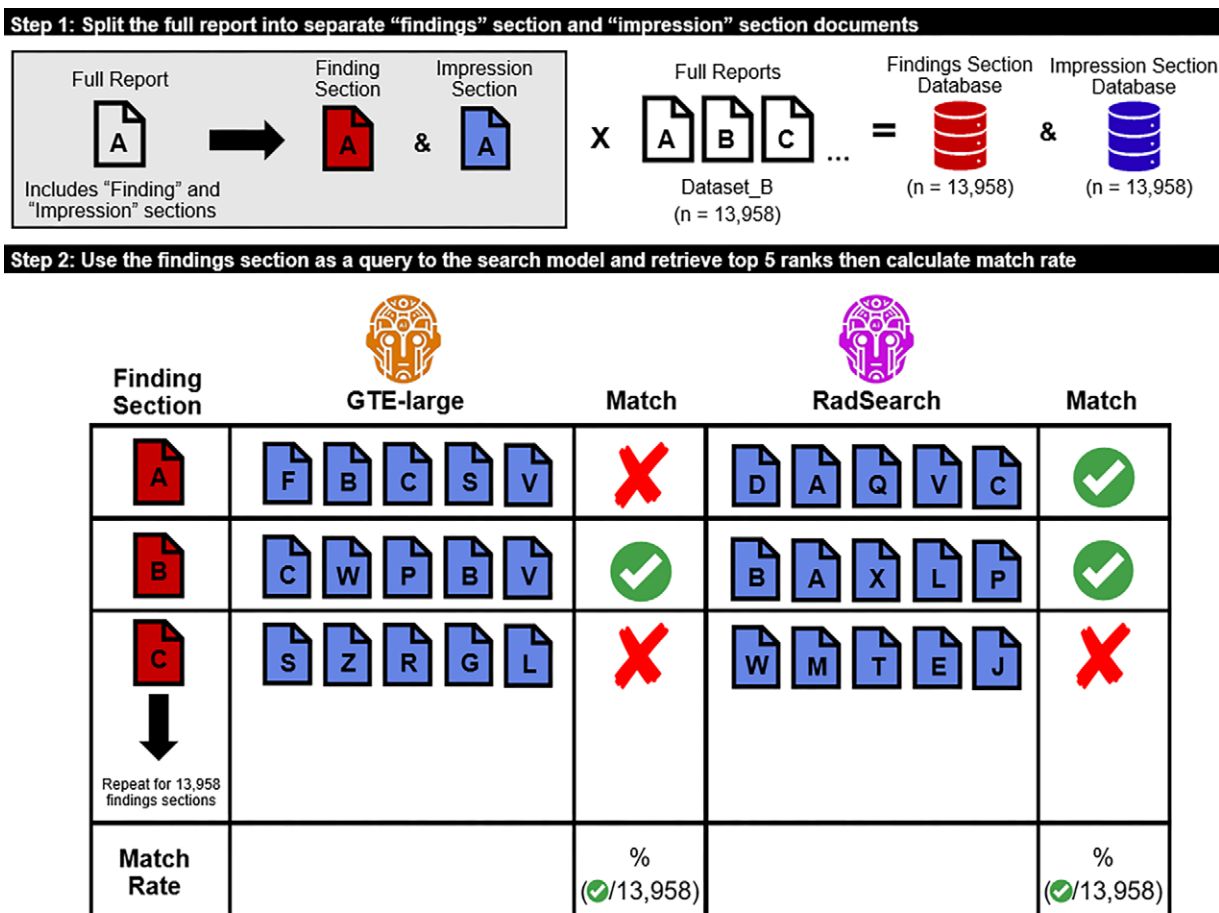 Step 1: Split the full report into separate “findings” section and “impression” section documents
Full Report
A
Includes “Finding” and
“Impression” sections
Finding
Section
A
&
Impression
Section
A
X
Full Reports
A B C ...
Dataset_B
(n = 13,958)
=
Findings Section
Database
(n = 13,958)
&
Impression Section
Database
(n = 13,958)
Step 2: Use the findings section as a query to the search model and retrieve top 5 ranks then calculate match rate
Finding
Section
AI
GTE-large
Match
AI
RadSearch
Match
A F B C S V D A Q V C
B C W P B V B A X L P
C S Z R G L W M T E J
Repeat for 13,958
findings sections
Match
Rate
%
(✓/13,958)
%
(✓/13,958)